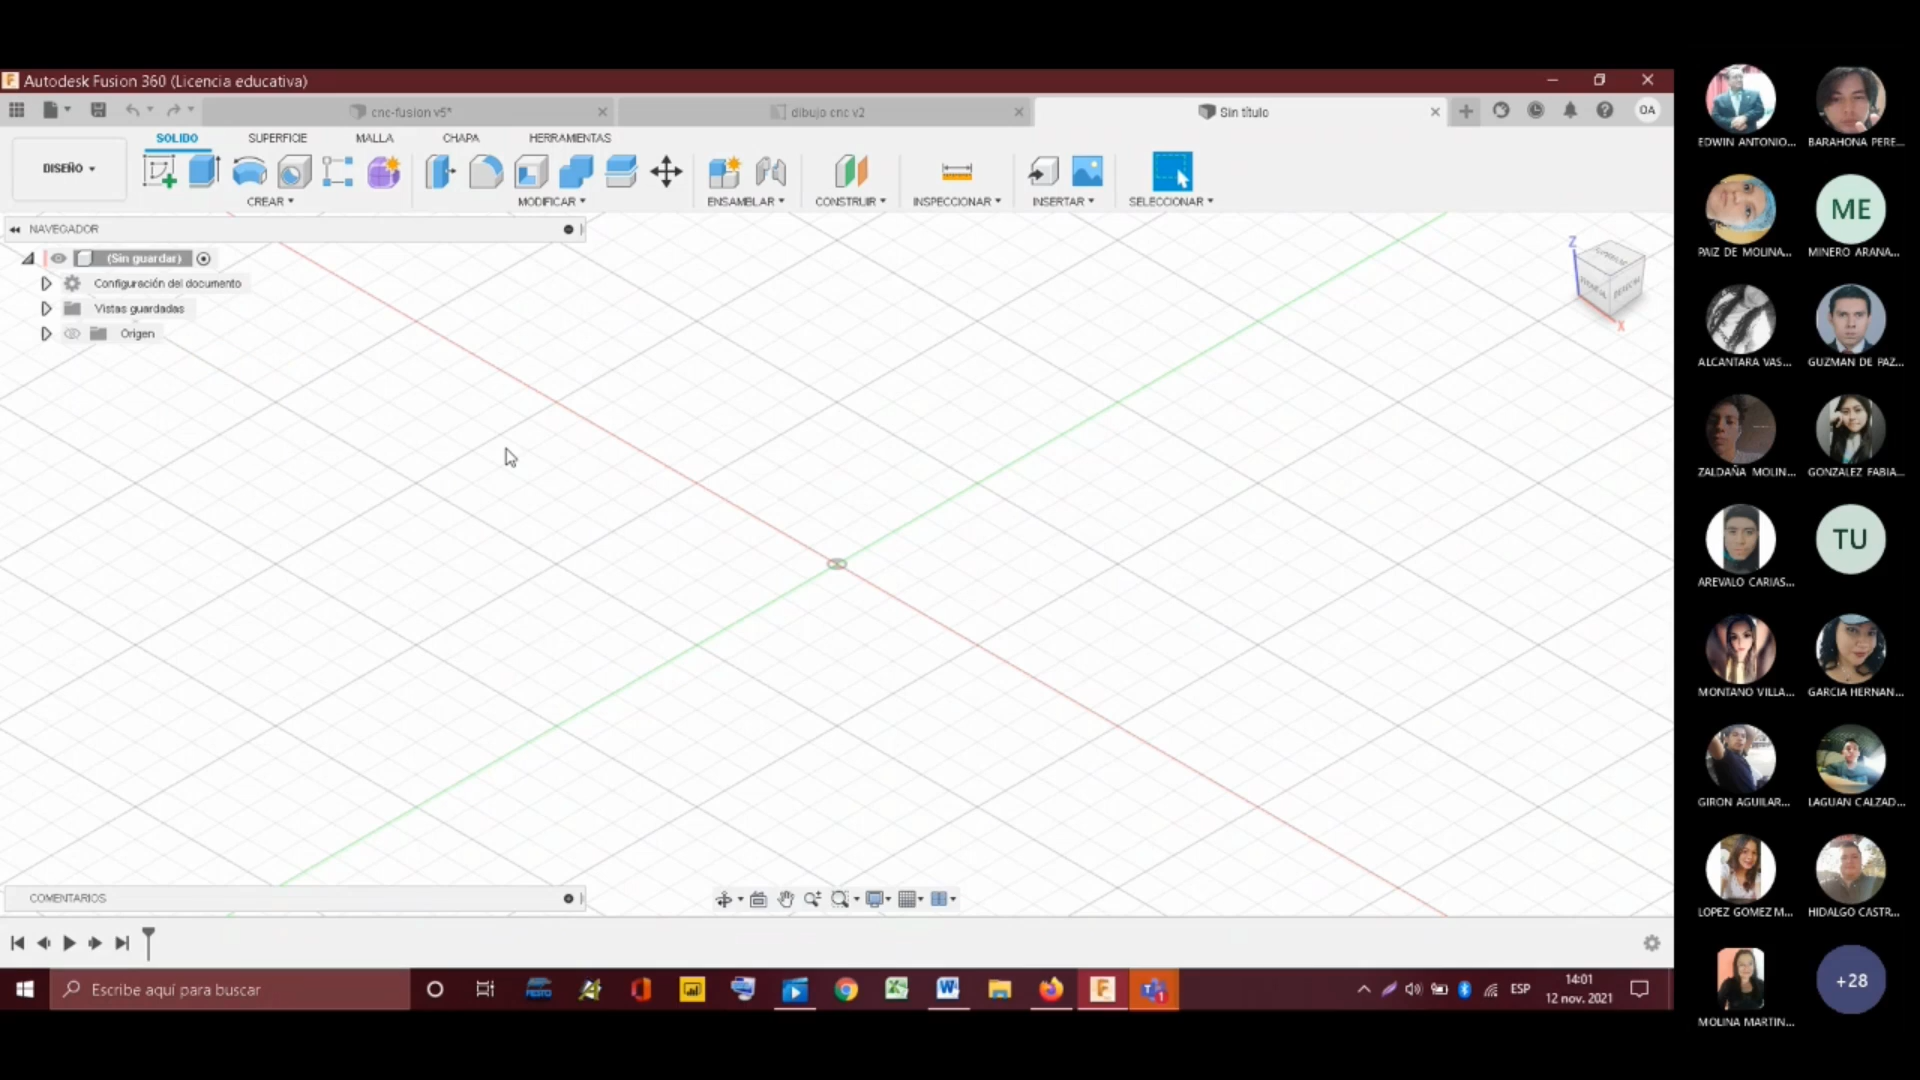 Autodesk Fusion 360 (Licencia educativa)
cnc-fusion v5*
dibujo cnc v2
Sin título
OA
SOLIDO
SUPERFICIE
MALLA
CHAPA
HERRAMIENTAS
DISEÑO
CREAR
MODIFICAR
ENSAMBLAR
CONSTRUIR
INSPECCIONAR
INSERTAR
SELECCIONAR
NAVEGADOR
(Sin guardar)
Configuración del documento
Vistas guardadas
Origen
Z
X
COMENTARIOS
Escribe aquí para buscar
FESTO
ESP
14:01
12 nov. 2021
EDWIN ANTONIO...
BARAHONA PERE...
PAIZ DE MOLINA...
ME
MINERO ARANA...
ALCANTARA VAS...
GUZMAN DE PAZ...
ZALDAÑA MOLIN...
GONZALEZ FABIA...
AREVALO CARIAS...
TU
MONTANO VILLA...
GARCIA HERNAN...
GIRON AGUILAR...
LAGUAN CALZAD...
LOPEZ GOMEZ M...
HIDALGO CASTR...
MOLINA MARTIN...
+28